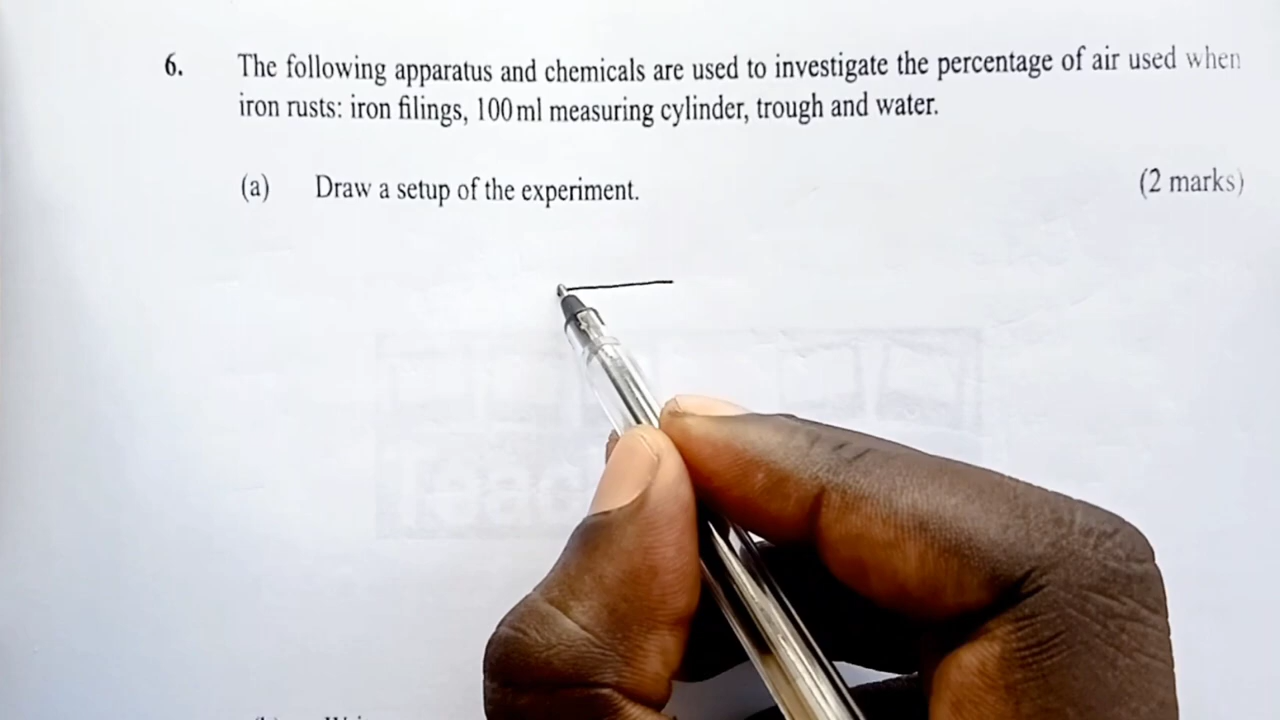 6. The following apparatus and chemicals are used to investigate the percentage of air used when
iron rusts: iron filings, 100 ml measuring cylinder, trough and water.
(a) Draw a setup of the experiment. (2 marks)